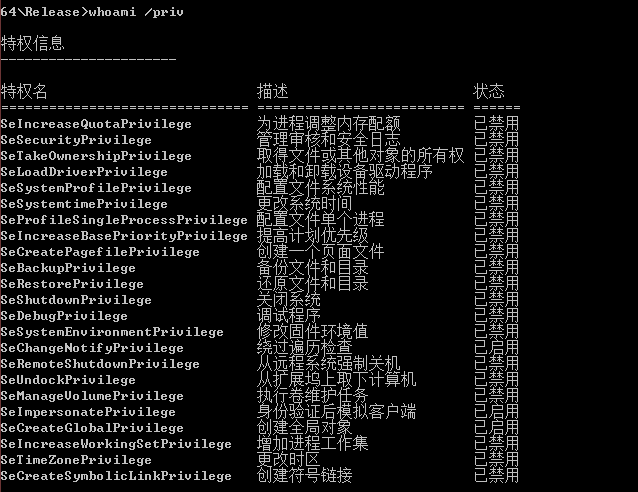 64\Release>whoami /priv
特权信息
----------------------
特权名 描述 状态
=============================== ========================== ======
SeIncreaseQuotaPrivilege 为进程调整内存配额 已禁用
SeSecurityPrivilege 管理审核和安全日志 已禁用
SeTakeOwnershipPrivilege 取得文件或其他对象的所有权 已禁用
SeLoadDriverPrivilege 加载和卸载设备驱动程序 已禁用
SeSystemProfilePrivilege 配置文件系统性能 已禁用
SeSystemtimePrivilege 更改系统时间 已禁用
SeProfileSingleProcessPrivilege 配置文件单个进程 已禁用
SeIncreaseBasePriorityPrivilege 提高计划优先级 已禁用
SeCreatePagefilePrivilege 创建一个页面文件 已禁用
SeBackupPrivilege 备份文件和目录 已禁用
SeRestorePrivilege 还原文件和目录 已禁用
SeShutdownPrivilege 关闭系统 已禁用
SeDebugPrivilege 调试程序 已禁用
SeSystemEnvironmentPrivilege 修改固件环境值 已禁用
SeChangeNotifyPrivilege 绕过遍历检查 已启用
SeRemoteShutdownPrivilege 从远程系统强制关机 已禁用
SeUndockPrivilege 从扩展坞上取下计算机 已禁用
SeManageVolumePrivilege 执行卷维护任务 已禁用
SeImpersonatePrivilege 身份验证后模拟客户端 已启用
SeCreateGlobalPrivilege 创建全局对象 已启用
SeIncreaseWorkingSetPrivilege 增加进程工作集 已禁用
SeTimeZonePrivilege 更改时区 已禁用
SeCreateSymbolicLinkPrivilege 创建符号链接 已禁用